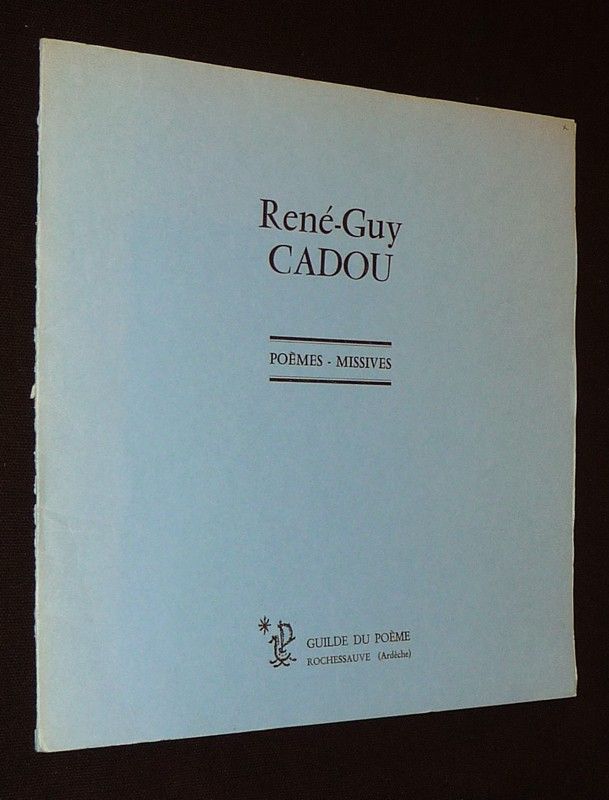 René-Guy
CADOU
POÈMES - MISSIVES
GUILDE DU POÈME
ROCHESSAUVE (Ardèche)